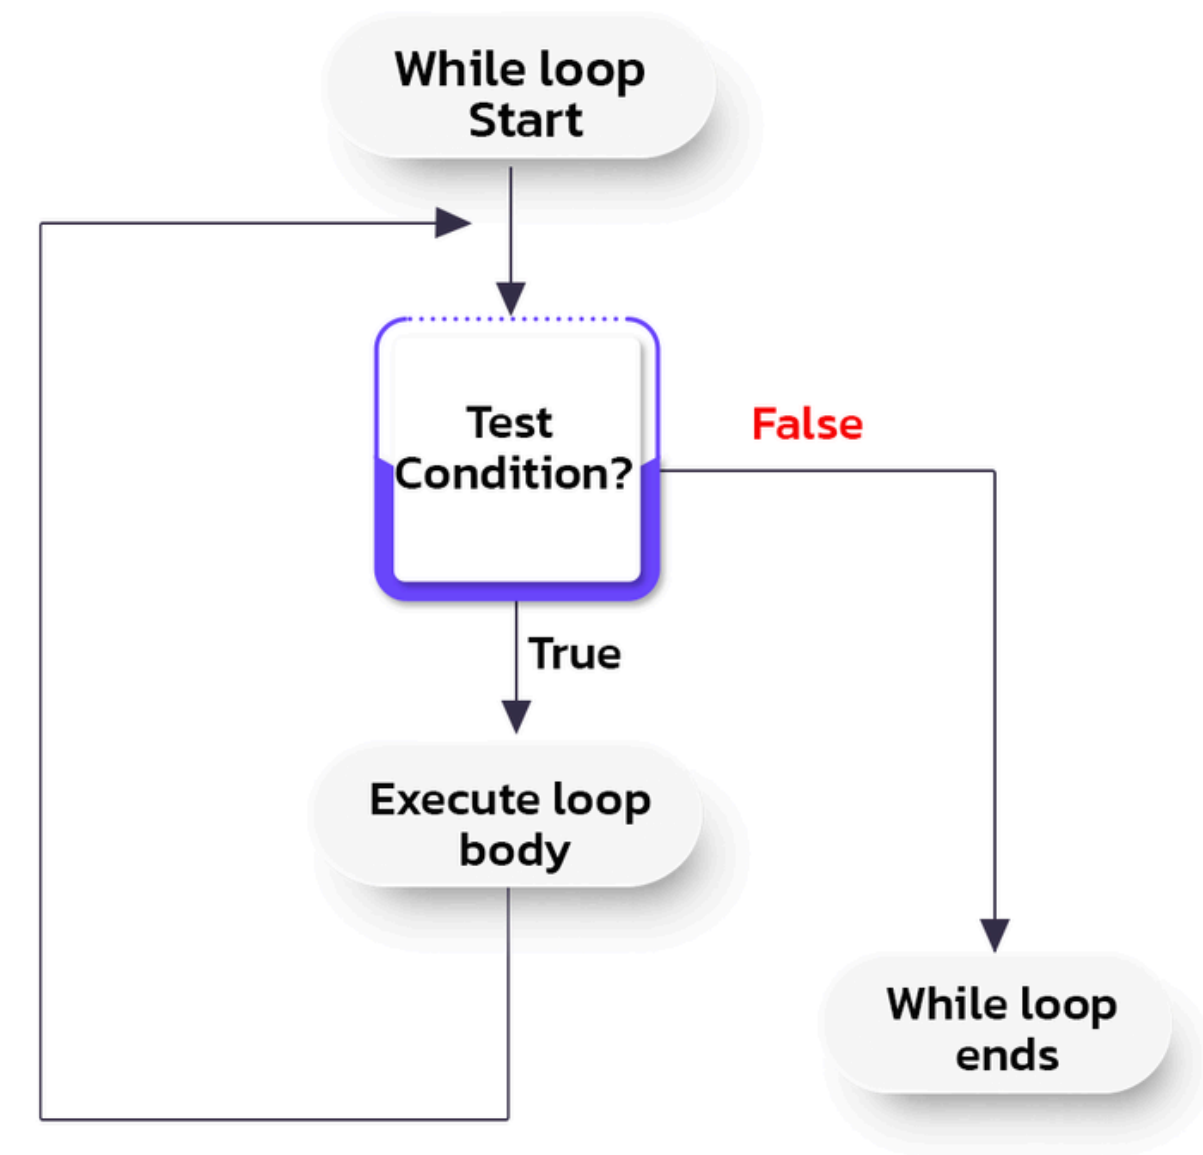 While loop
Start
Test
Condition?
False
True
Execute loop
body
While loop
ends